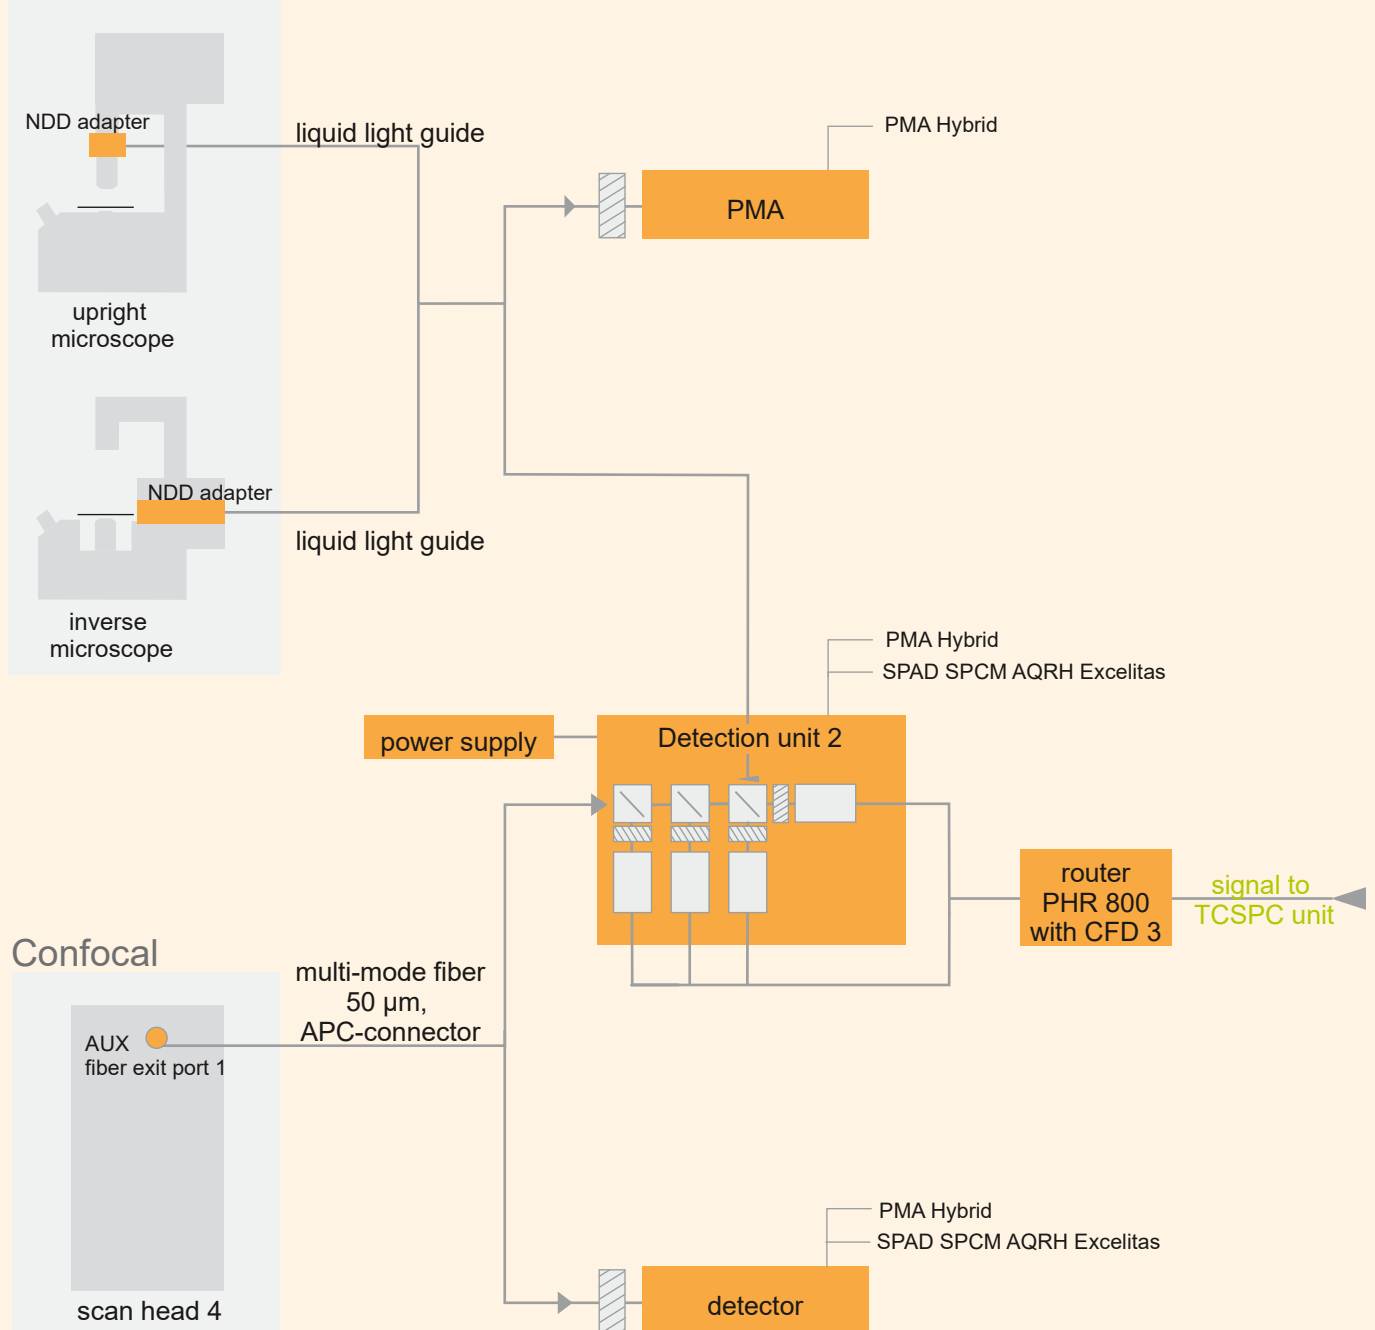 NDD adapter
liquid light guide
PMA Hybrid
PMA
upright
microscope
NDD adapter
liquid light guide
inverse
microscope
PMA Hybrid
SPAD SPCM AQRH Excelitas
power supply
Detection unit 2
router
PHR 800
with CFD 3
signal to
TCSPC unit
Confocal
multi-mode fiber
50 µm,
APC-connector
AUX
fiber exit port 1
scan head 4
PMA Hybrid
SPAD SPCM AQRH Excelitas
detector